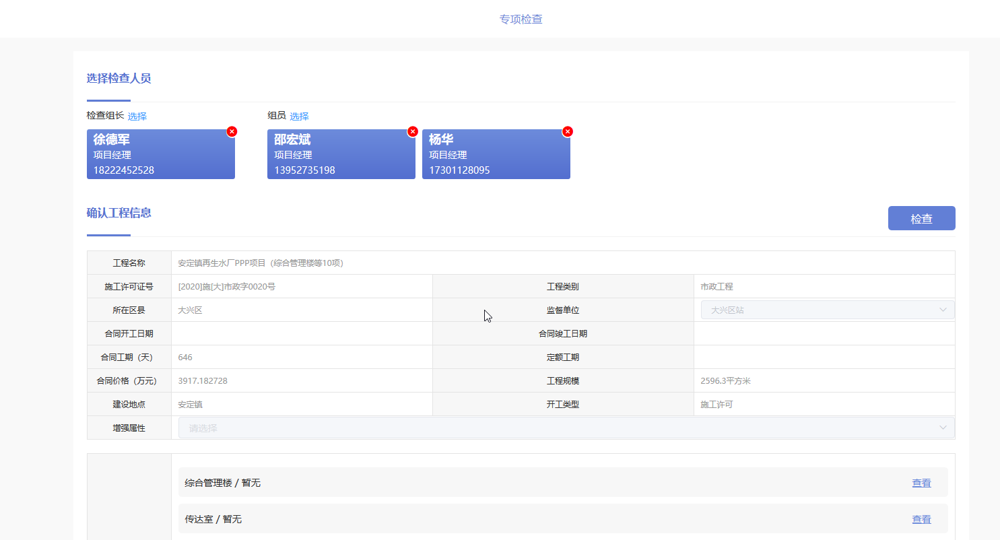 专项检查
选择检查人员
检查组长 选择 组员 选择
徐德军 邵宏斌 杨华
项目经理 项目经理 项目经理
18222452528 13952735198 17301128095
确认工程信息 检查
工程名称 安定镇再生水厂PPP项目（综合管理楼等10项）
施工许可证号 [2020]施[大]市政字0020号 工程类别 市政工程
所在区县 大兴区 监督单位 大兴区站
合同开工日期 合同竣工日期
合同工期（天） 646 定额工期
合同价格（万元） 3917.182728 工程规模 2596.3平方米
建设地点 安定镇 开工类型 施工许可
增强属性 请选择
综合管理楼 / 暂无 查看
传达室 / 暂无 查看